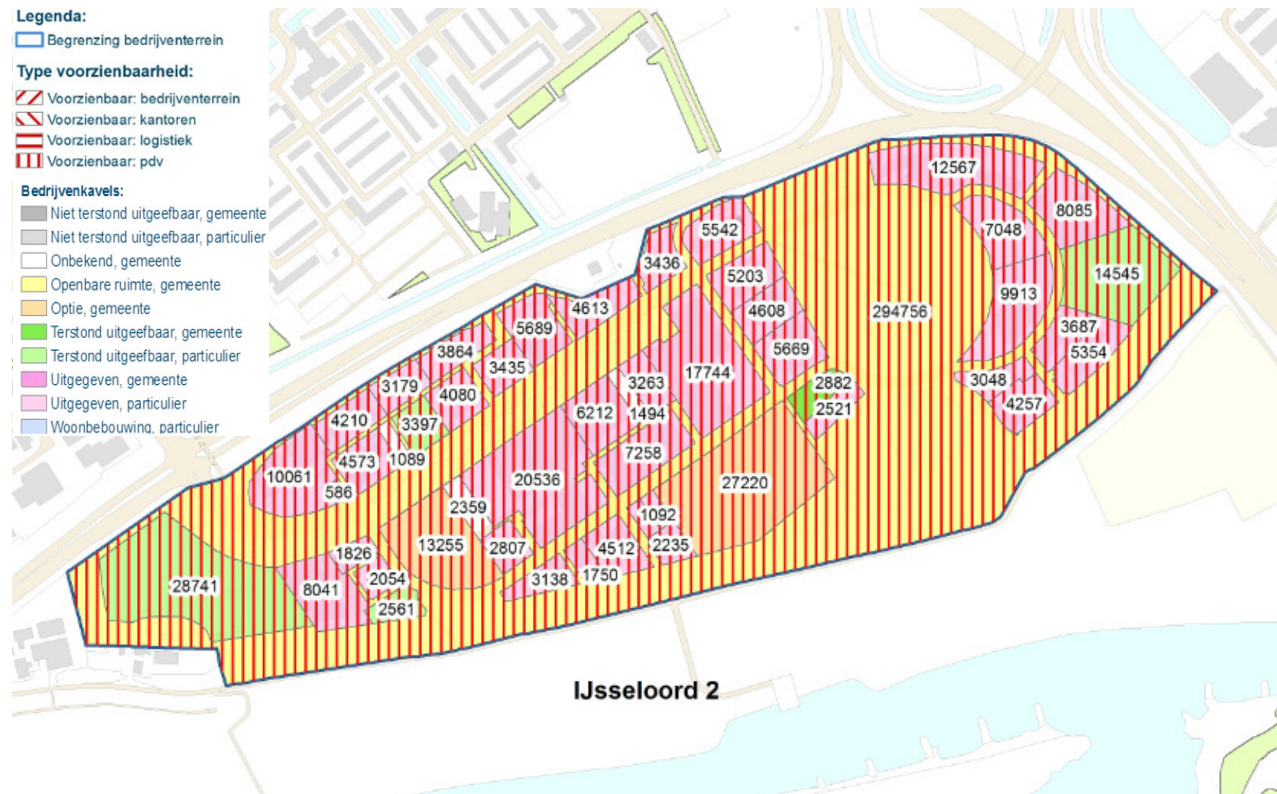 Legenda:
Begrenzing bedrijventerrein
Type voorzienbaarheid:
Voorzienbaar: bedrijventerrein
Voorzienbaar: kantoren
Voorzienbaar: logistiek
Voorzienbaar: pdv
Bedrijvenkavels:
Niet terstond uitgeefbaar, gemeente
Niet terstond uitgeefbaar, particulier
Onbekend, gemeente
Openbare ruimte, gemeente
Optie, gemeente
Terstond uitgeefbaar, gemeente
Terstond uitgeefbaar, particulier
Uitgegeven, gemeente
Uitgegeven, particulier
Woonbebouwing, particulier
12567
8085
5542
7048
3436
5203
14545
9913
4613
4608
294756
5689
3687
3864
5669
5354
3435
17744
3179
3263
2882
3048
4080
6212
1494
2521
4257
4210
3397
4573
1089
7258
10061
20536
27220
586
2359
1092
13255
2807
4512
2235
1826
3138
1750
28741
8041
2054
2561
IJsseloord 2